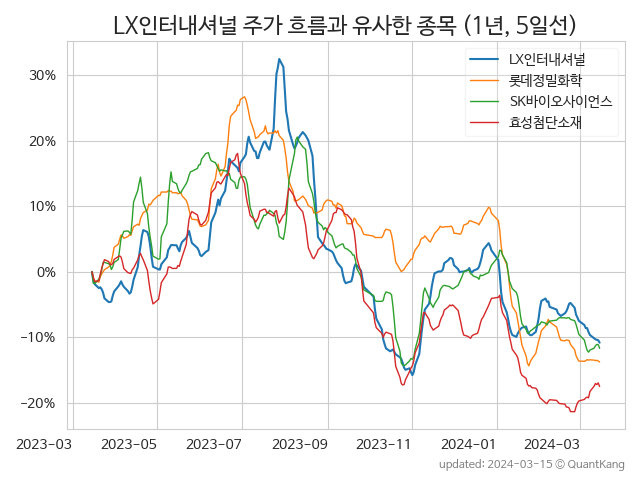 LX인터내셔널 주가 흐름과 유사한 종목 (1년, 5일선)
LX인터내셔널
롯데정밀화학
SK바이오사이언스
효성첨단소재
30%
20%
10%
0%
−10%
−20%
2023-03
2023-05
2023-07
2023-09
2023-11
2024-01
2024-03
updated: 2024-03-15 © QuantKang